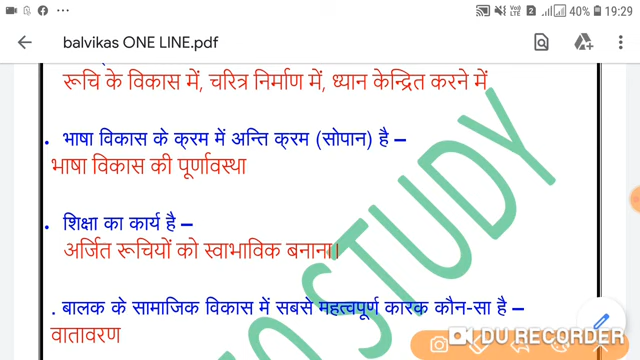 40% 19:29
balvikas ONE LINE.pdf
रूचि के विकास में, चरित्र निर्माण में, ध्यान केन्द्रित करने में
. भाषा विकास के क्रम में अन्ति क्रम (सोपान) है –
भाषा विकास की पूर्णावस्था
. शिक्षा का कार्य है –
अर्जित रूचियों को स्वाभाविक बनाना।
. बालक के सामाजिक विकास में सबसे महत्वपूर्ण कारक कौन-सा है –
वातावरण
STUDY
DU RECORDER